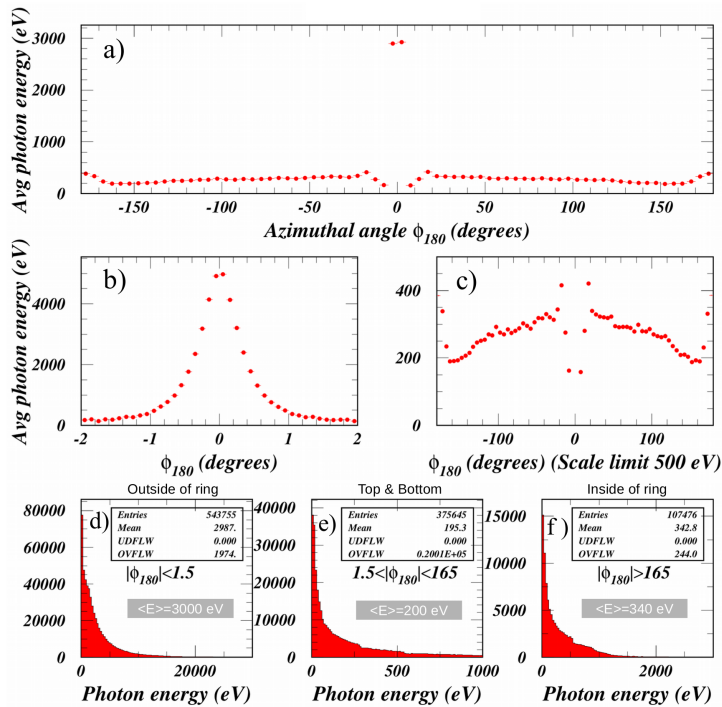 a)
Avg photon energy (eV)
3000
2000
1000
0
-150 -100 -50 0 50 100 150
Azimuthal angle ϕ180 (degrees)
b)
Avg photon energy (eV)
4000
2000
0
-2 -1 0 1 2
ϕ180 (degrees)
c)
400
200
0
-100 0 100
ϕ180 (degrees) (Scale limit 500 eV)
Outside of ring
d)
80000
60000
40000
20000
0
Entries 543755
Mean 2987.
UDFLW 0.000
OVFLW 1974.
|ϕ180|<1.5
<E>=3000 eV
0 20000
Photon energy (eV)
Top & Bottom
e)
40000
30000
20000
10000
0
Entries 375645
Mean 195.3
UDFLW 0.000
OVFLW 0.2001E+05
1.5<|ϕ180|<165
<E>=200 eV
0 500 1000
Photon energy (eV)
Inside of ring
f)
15000
10000
5000
0
Entries 107476
Mean 342.8
UDFLW 0.000
OVFLW 244.0
|ϕ180|>165
<E>=340 eV
0 2000
Photon energy (eV)